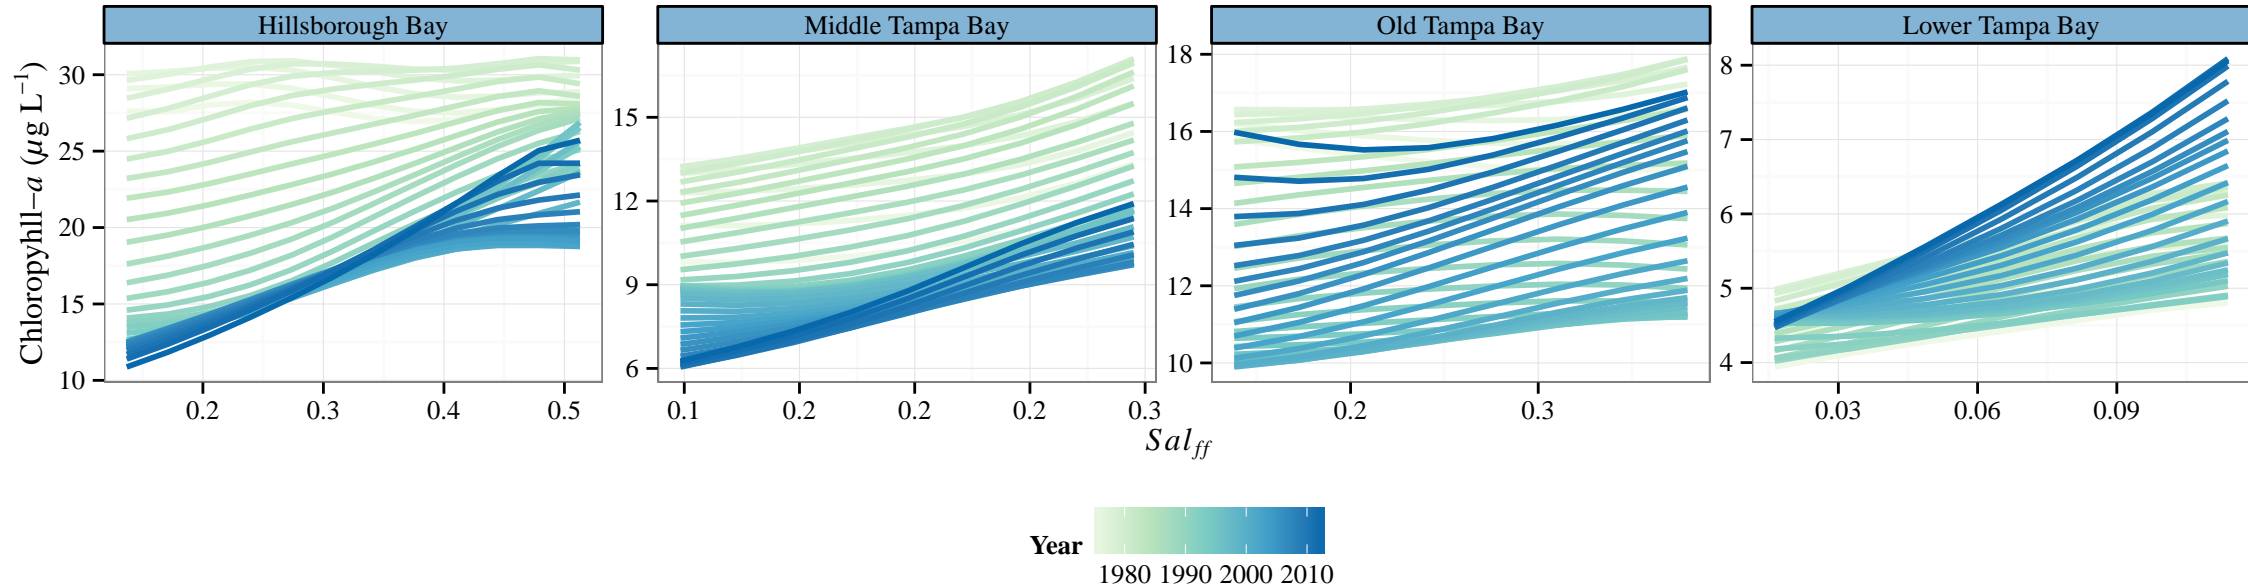 Hillsborough Bay Middle Tampa Bay Old Tampa Bay Lower Tampa Bay
Chloropyhll−a (μg L−1)
30
25
20
15
10
0.2 0.3 0.4 0.5
15
12
9
6
0.1 0.2 0.2 0.2 0.3
18
16
14
12
10
0.2 0.3
8
7
6
5
4
0.03 0.06 0.09
Salff
Year
1980 1990 2000 2010